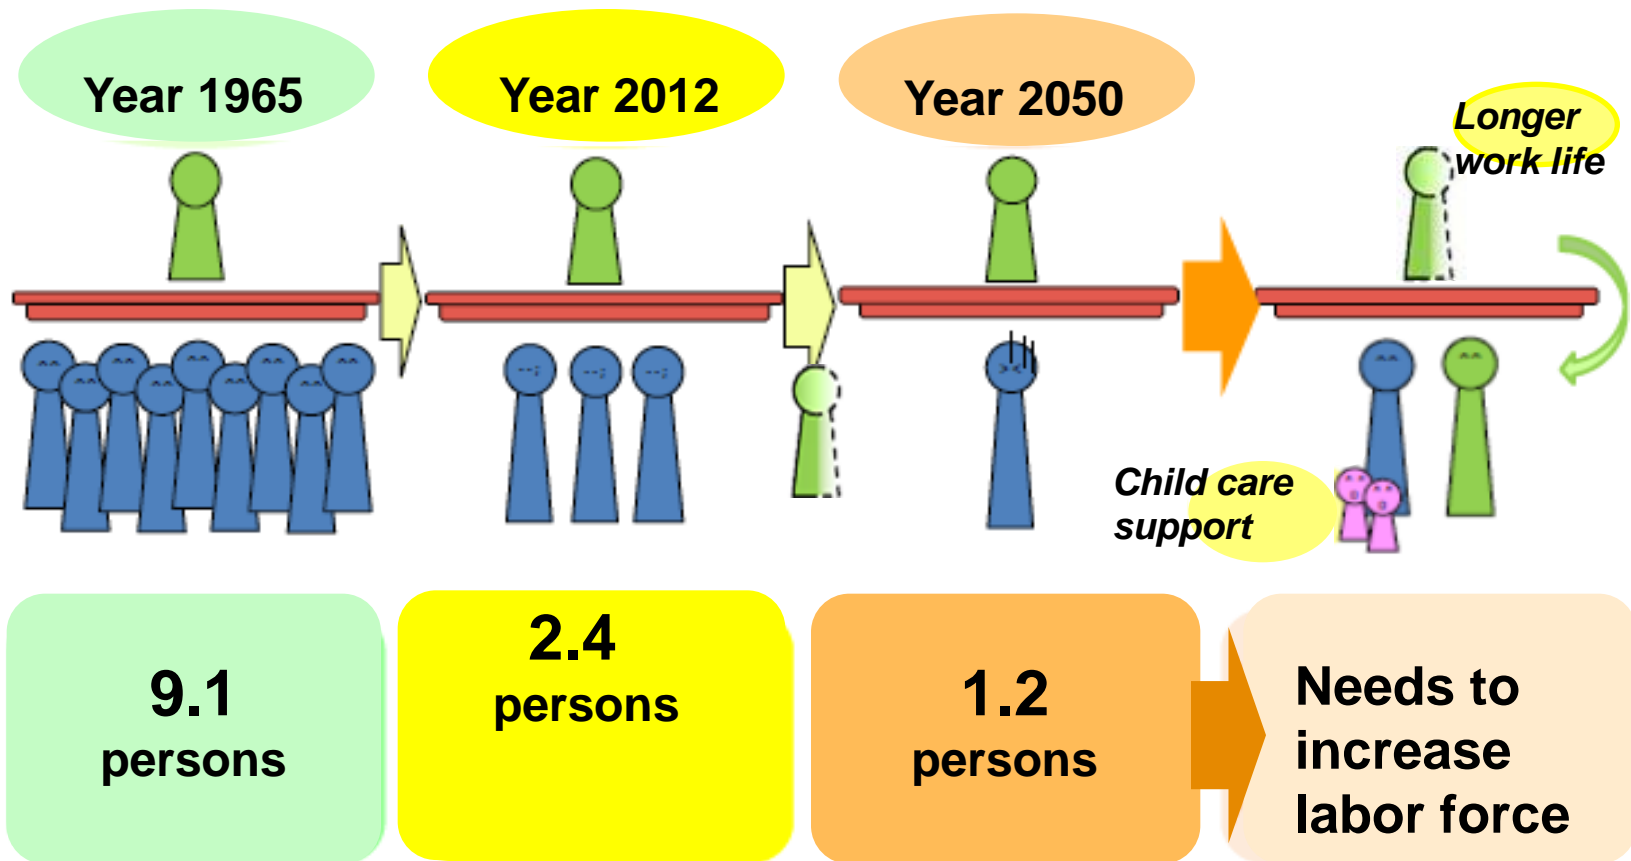 Year 1965
Year 2012
Year 2050
Longer
work life
^^
^^
^^
^^
^^
^^
^^
^^
^^
--;
--;
--;
><
^^
^^
Child care
support
9.1
persons
2.4
persons
1.2
persons
Needs to
increase
labor force